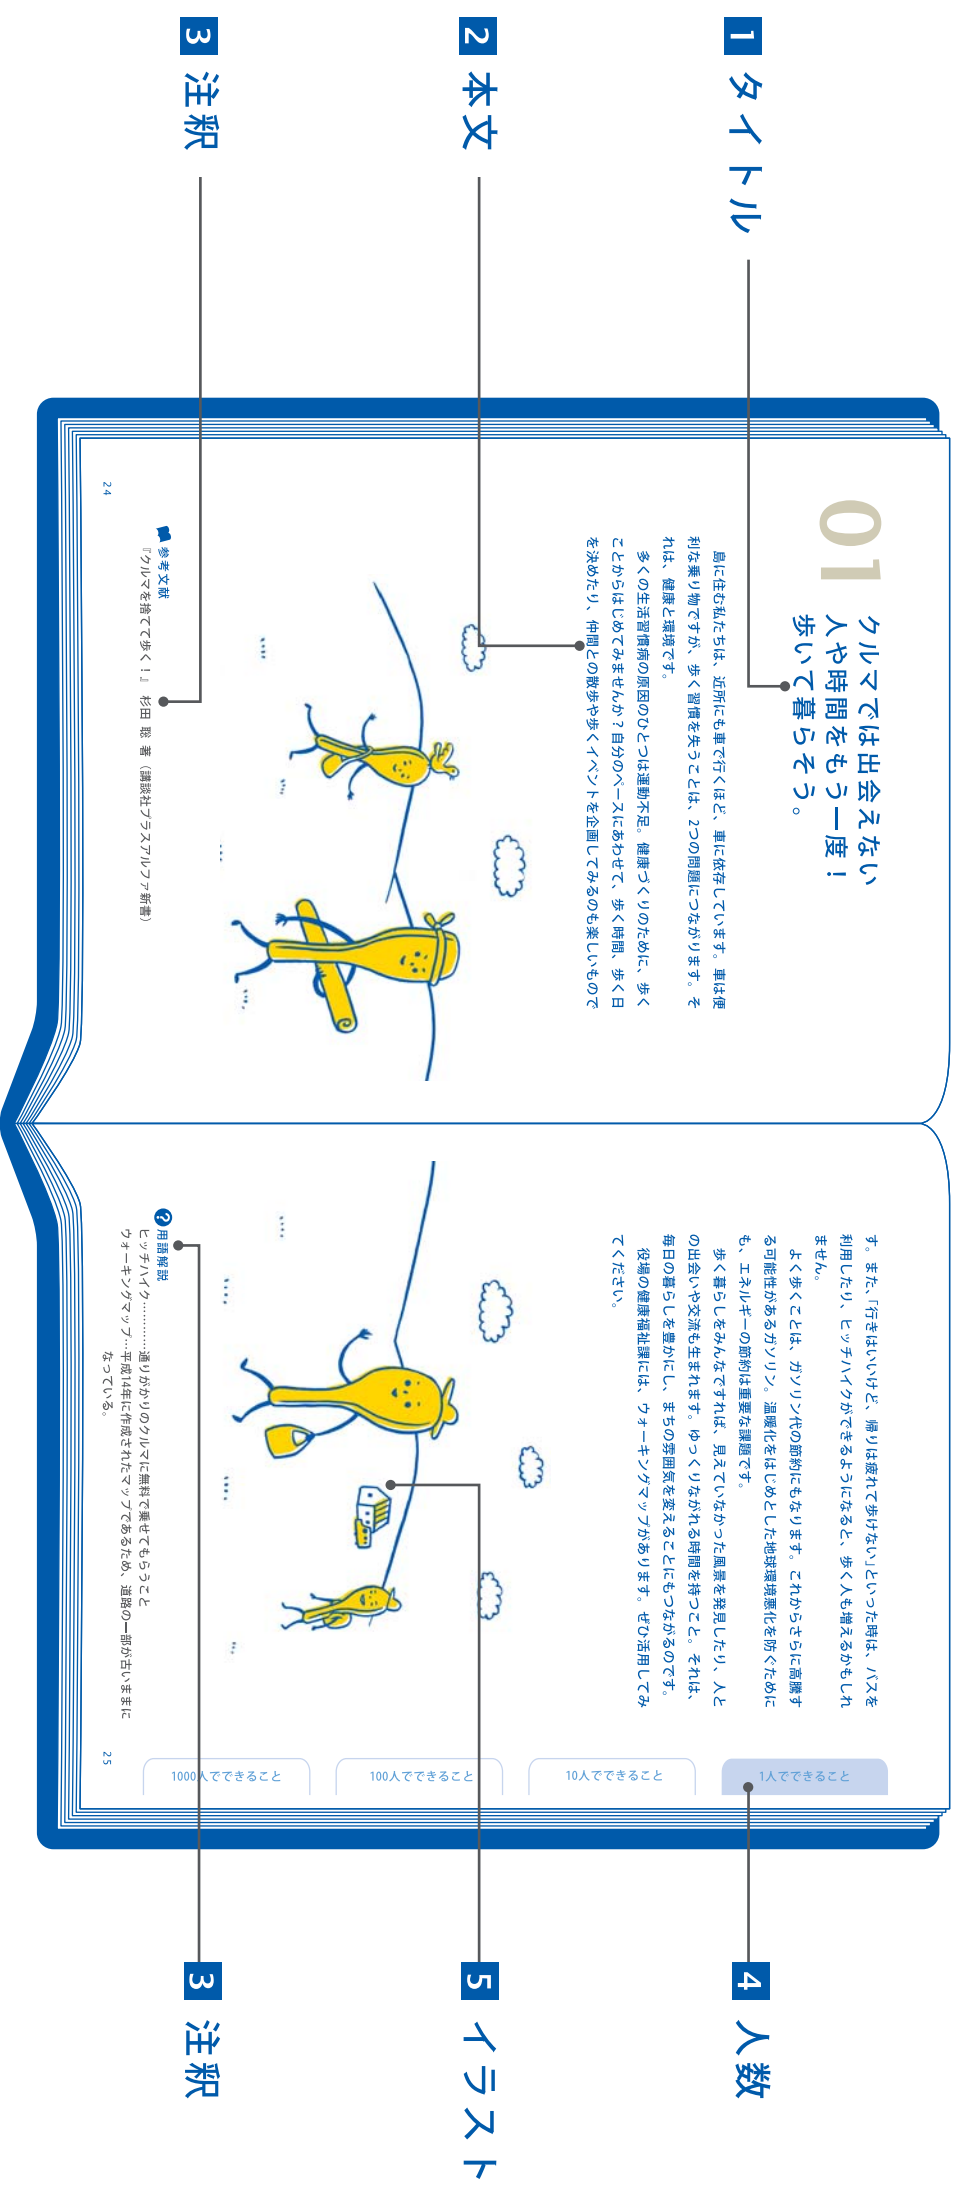 1 タイトル
2 本文
3 注釈
01
クルマでは出会えない
人や時間をもう一度！
歩いて暮らそう。
島に住む私たちは、近所にも車で行くほど、車に依存しています。車は便
利な乗り物ですが、歩く習慣を失うことは、2つの問題につながります。そ
れは、健康と環境です。
多くの生活習慣病の原因のひとつは運動不足。健康づくりのために、歩く
ことからはじめてみませんか？自分のペースにあわせて、歩く時間、歩く日
を決めたり、仲間との散歩や歩くイベントを企画してみるのも楽しいもので
参考文献
『クルマを捨てて歩く！』 杉田 聡 著（講談社プラスアルファ新書）
24
す。また、「行きはいいけど、帰りは疲れて歩けない」といった時は、バスを
利用したり、ヒッチハイクができるようになると、歩く人も増えるかもしれ
ません。
よく歩くことは、ガソリン代の節約にもなります。これからさらに高騰す
る可能性があるガソリン。温暖化をはじめとした地球環境悪化を防ぐために
も、エネルギーの節約は重要な課題です。
歩く暮らしをみんなですれば、見えていなかった風景を発見したり、人と
の出会いや交流も生まれます。ゆっくりながれる時間を持つこと。それは、
毎日の暮らしを豊かにし、まちの雰囲気を変えることにもつながるのです。
役場の健康福祉課には、ウォーキングマップがあります。ぜひ活用してみ
てください。
?用語解説
ヒッチハイク…………通りがかりのクルマに無料で乗せてもらうこと
ウォーキングマップ…平成14年に作成されたマップであるため、道路の一部が古いままに
なっている。
25
1人でできること
10人でできること
100人でできること
1000人でできること
4 人数
5 イラスト
3 注釈